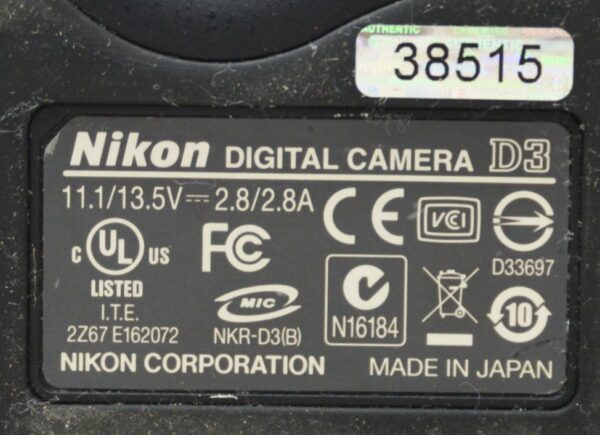 AUTHENTIC
38515
Nikon DIGITAL CAMERA D3
11.1/13.5V ⎓ 2.8/2.8A
CE
VCI
C UL US
FC
D33697
LISTED
I.T.E.
MIC
N16184
10
2Z67 E162072
NKR-D3(B)
NIKON CORPORATION
MADE IN JAPAN